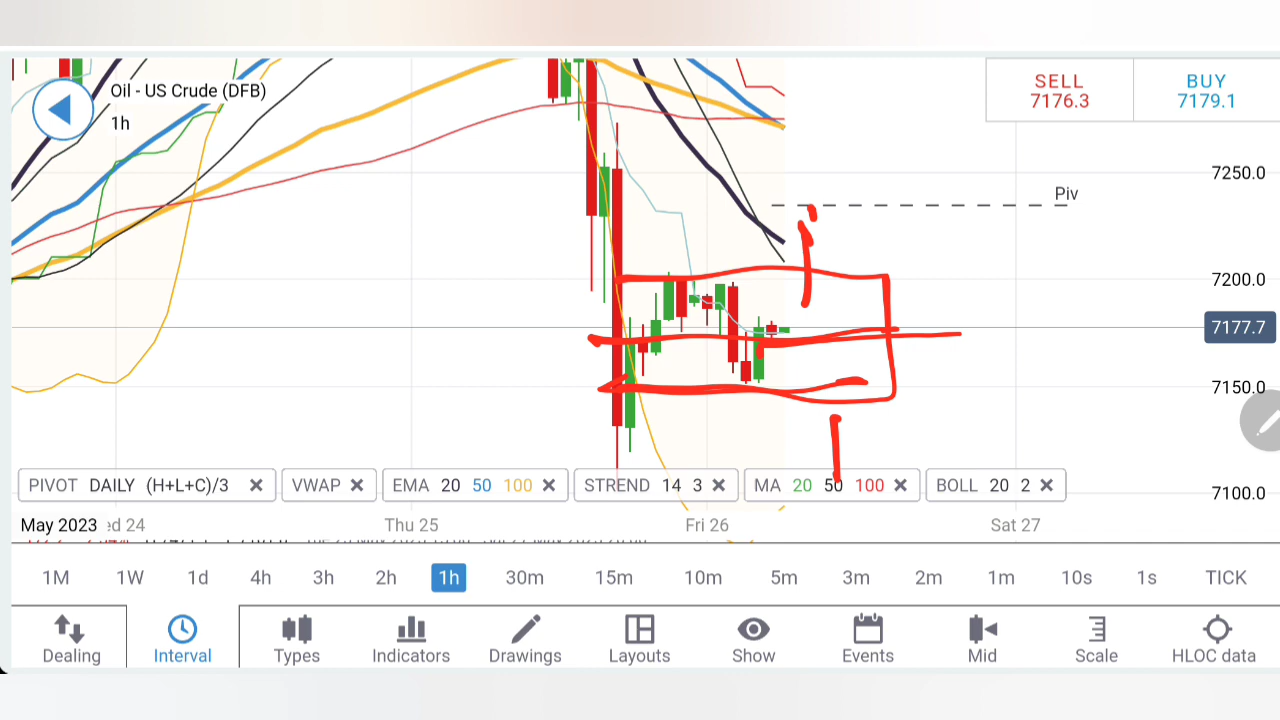 Oil - US Crude (DFB)
1h
SELL
7176.3
BUY
7179.1
7250.0
Piv
7200.0
7177.7
7150.0
7100.0
PIVOT DAILY (H+L+C)/3 VWAP EMA 20 50 100 STREND 14 3 MA 20 50 100 BOLL 20 2
May 2023 ed 24 Thu 25 Fri 26 Sat 27
1M 1W 1d 4h 3h 2h 1h 30m 15m 10m 5m 3m 2m 1m 10s 1s TICK
Dealing Interval Types Indicators Drawings Layouts Show Events Mid Scale HLOC data